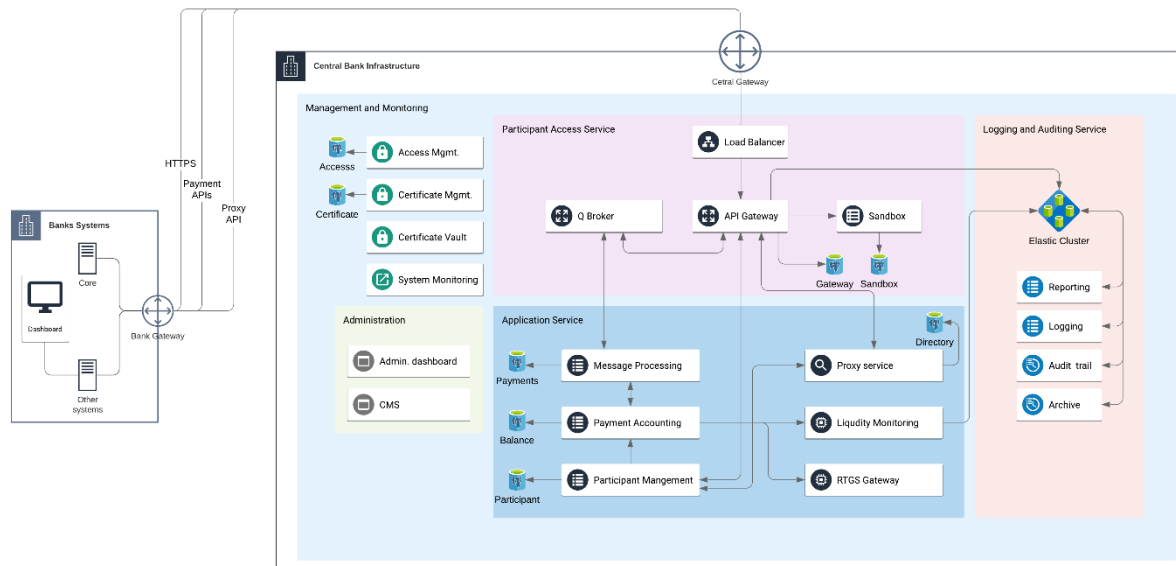 Cetral Gateway
Central Bank Infrastructure
Management and Monitoring
Accesss
Access Mgmt.
Certificate
Certificate Mgmt.
Certificate Vault
System Monitoring
Participant Access Service
Load Balancer
Q Broker
API Gateway
Sandbox
Gateway
Sandbox
Logging and Auditing Service
Elastic Cluster
Reporting
Logging
Audit trail
Archive
HTTPS
Payment
APIs
Proxy
API
Banks Systems
Core
Dashboard
Bank Gateway
Other
systems
Administration
Admin. dashboard
CMS
Application Service
Directory
Payments
Message Processing
Proxy service
Balance
Payment Accounting
Liqudity Monitoring
Participant
Participant Mangement
RTGS Gateway